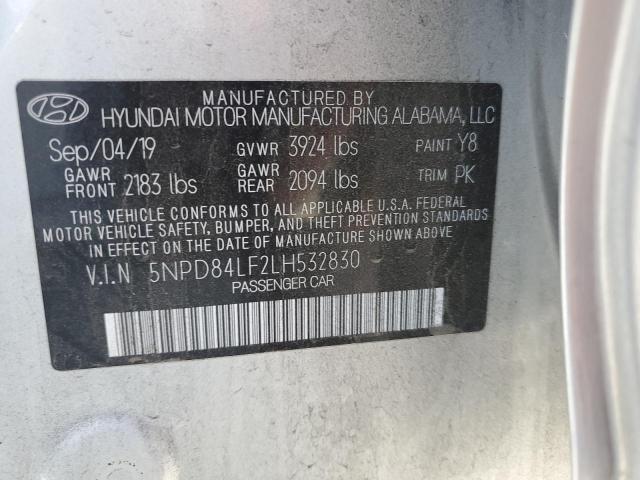 MANUFACTURED BY
HYUNDAI MOTOR MANUFACTURING ALABAMA, LLC
Sep/04/19 GVWR 3924 lbs PAINT Y8
GAWR FRONT 2183 lbs GAWR REAR 2094 lbs TRIM PK
THIS VEHICLE CONFORMS TO ALL APPLICABLE U.S.A. FEDERAL
MOTOR VEHICLE SAFETY, BUMPER, AND THEFT PREVENTION STANDARDS
IN EFFECT ON THE DATE OF MANUFACTURE SHOWN ABOVE.
V.I.N 5NPD84LF2LH532830
PASSENGER CAR